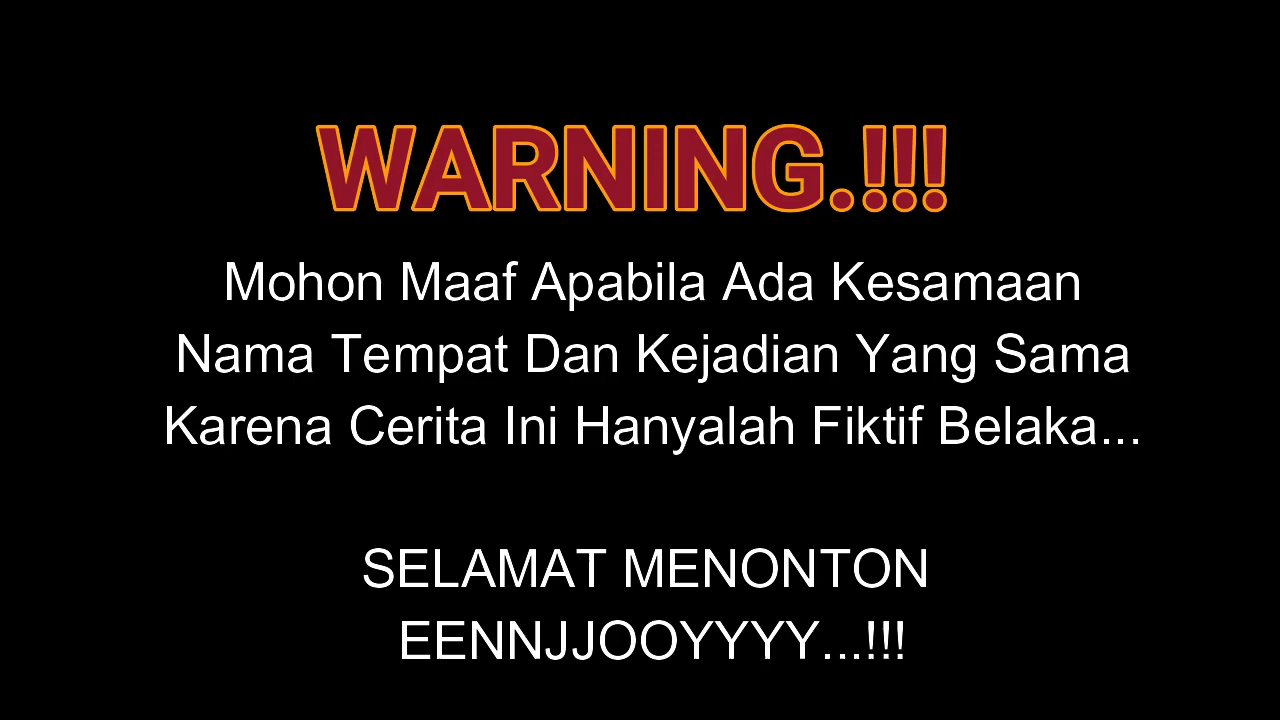 WARNING.!!!
Mohon Maaf Apabila Ada Kesamaan
Nama Tempat Dan Kejadian Yang Sama
Karena Cerita Ini Hanyalah Fiktif Belaka...
SELAMAT MENONTON
EENNJJOOYYYY...!!!